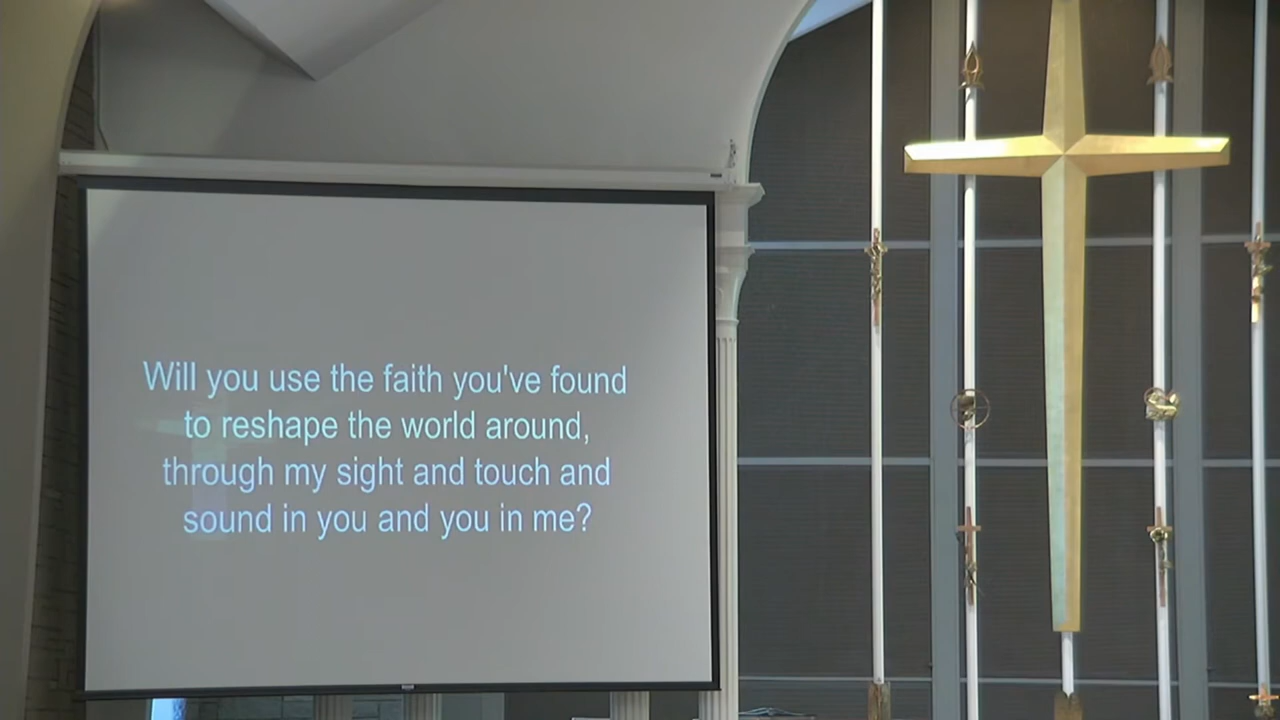 Will you use the faith you've found
to reshape the world around,
through my sight and touch and
sound in you and you in me?